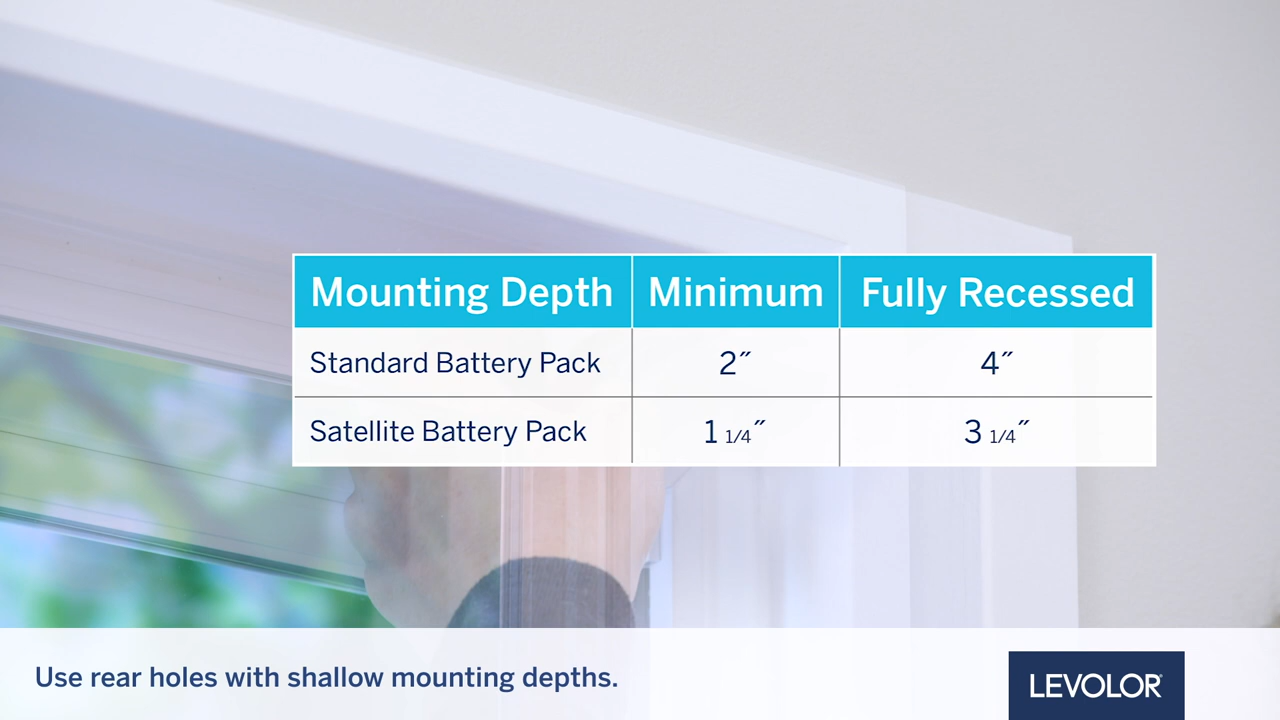 Mounting Depth Minimum Fully Recessed
Standard Battery Pack 2″ 4″
Satellite Battery Pack 1 1/4″ 3 1/4″
Use rear holes with shallow mounting depths.
LEVOLOR